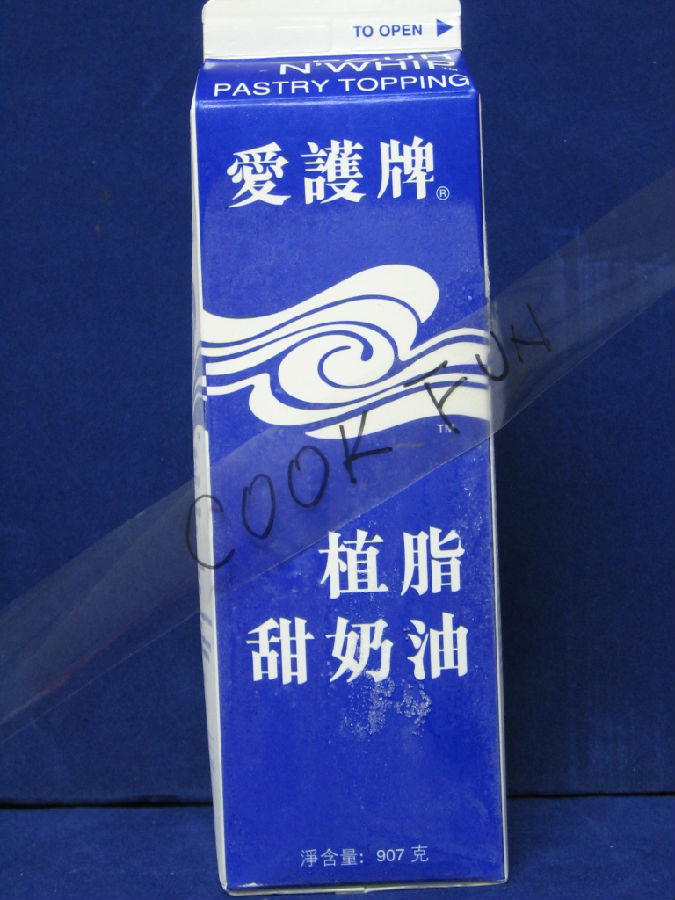 TO OPEN
N'WHIP
PASTRY TOPPING
愛護牌®
TM
COOK FUN
植脂
甜奶油
淨含量: 907 克